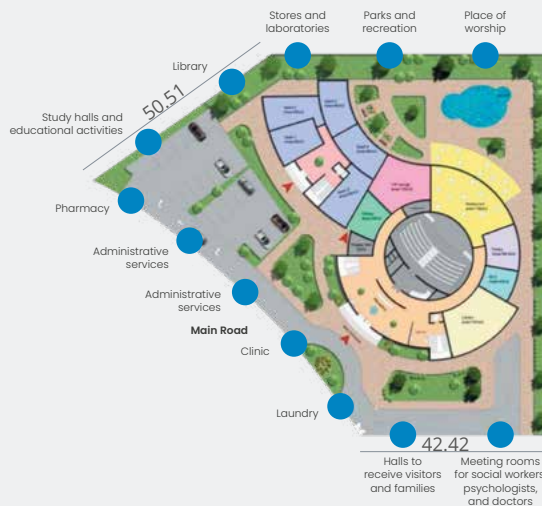 Stores and
laboratories
Parks and
recreation
Place of
worship
Library
50.51
Study halls and
educational activities
Pharmacy
Administrative
services
Administrative
services
Main Road
Clinic
Laundry
42.42
Halls to
receive visitors
and families
Meeting rooms
for social workers,
psychologists,
and doctors